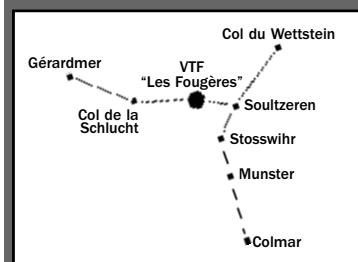 Col du Wettstein
Gérardmer
VTF
“Les Fougères”
Col de la
Schlucht
Soultzeren
Stosswihr
Munster
Colmar